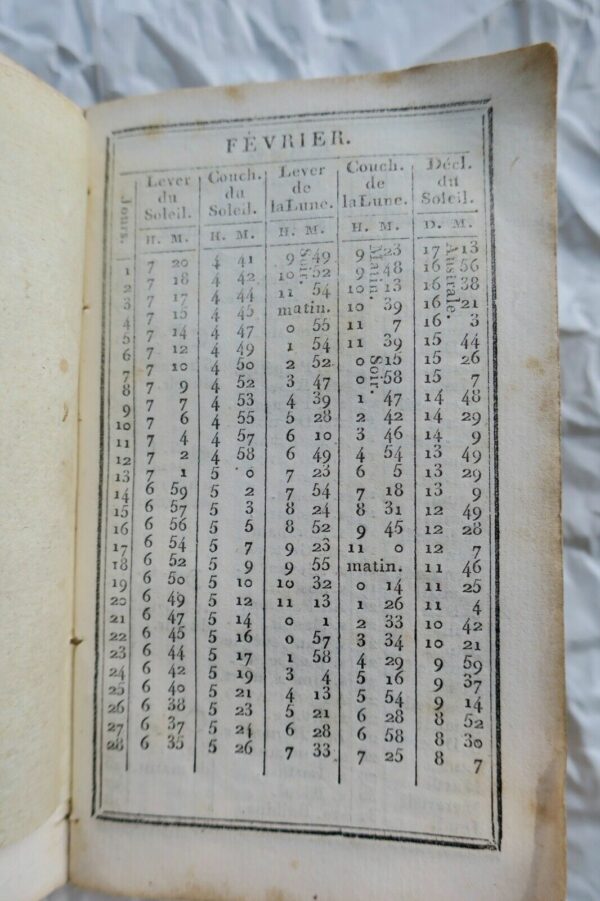 FÉVRIER.
Jours. Lever du Soleil. Couch. du Soleil. Lever de la Lune. Couch. de la Lune. Décl. du Soleil.
H. M. H. M. H. M. H. M. D. M.
Soir. Matin. Soir. Australe.
1 7 20 4 41 9 49 9 23 17 13
2 7 18 4 42 10 52 9 48 16 56
3 7 17 4 44 11 54 10 13 16 38
4 7 15 4 45 matin. 10 39 16 21
5 7 14 4 47 0 55 11 7 16 3
6 7 12 4 49 1 54 11 39 15 44
7 7 10 4 50 2 52 0 15 15 26
8 7 9 4 52 3 47 0 58 15 7
9 7 7 4 53 4 39 1 47 14 48
10 7 6 4 55 5 28 2 42 14 29
11 7 4 4 57 6 10 3 46 14 9
12 7 2 4 58 6 49 4 54 13 49
13 7 1 5 0 7 23 6 5 13 29
14 6 59 5 2 7 54 7 18 13 9
15 6 57 5 3 8 24 8 31 12 49
16 6 56 5 5 8 52 9 45 12 28
17 6 54 5 7 9 23 11 0 12 7
18 6 52 5 9 9 55 matin. 11 46
19 6 50 5 10 10 32 0 14 11 25
20 6 49 5 12 11 13 1 26 11 4
21 6 47 5 14 0 1 2 33 10 42
22 6 45 5 16 0 57 3 34 10 21
23 6 44 5 17 1 58 4 29 9 59
24 6 42 5 19 3 4 5 16 9 37
25 6 40 5 21 4 13 5 54 9 14
26 6 38 5 23 5 21 6 28 8 52
27 6 37 5 24 6 28 6 58 8 30
28 6 35 5 26 7 33 7 25 8 7